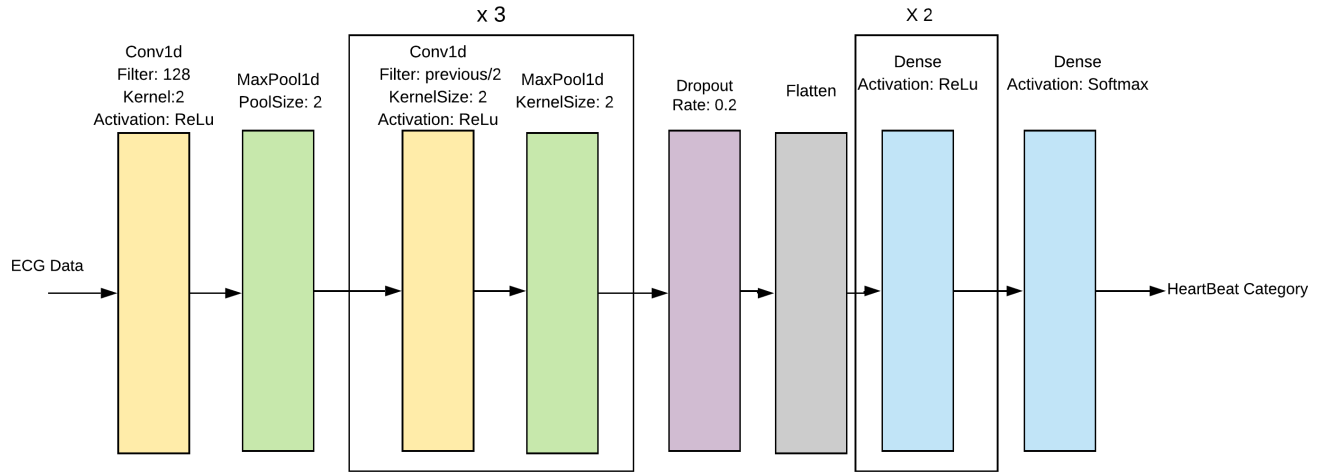 x 3
X 2
Conv1d
Filter: 128
Kernel:2
Activation: ReLu
MaxPool1d
PoolSize: 2
Conv1d
Filter: previous/2
KernelSize: 2
Activation: ReLu
MaxPool1d
KernelSize: 2
Dropout
Rate: 0.2
Flatten
Dense
Activation: ReLu
Dense
Activation: Softmax
ECG Data
HeartBeat Category